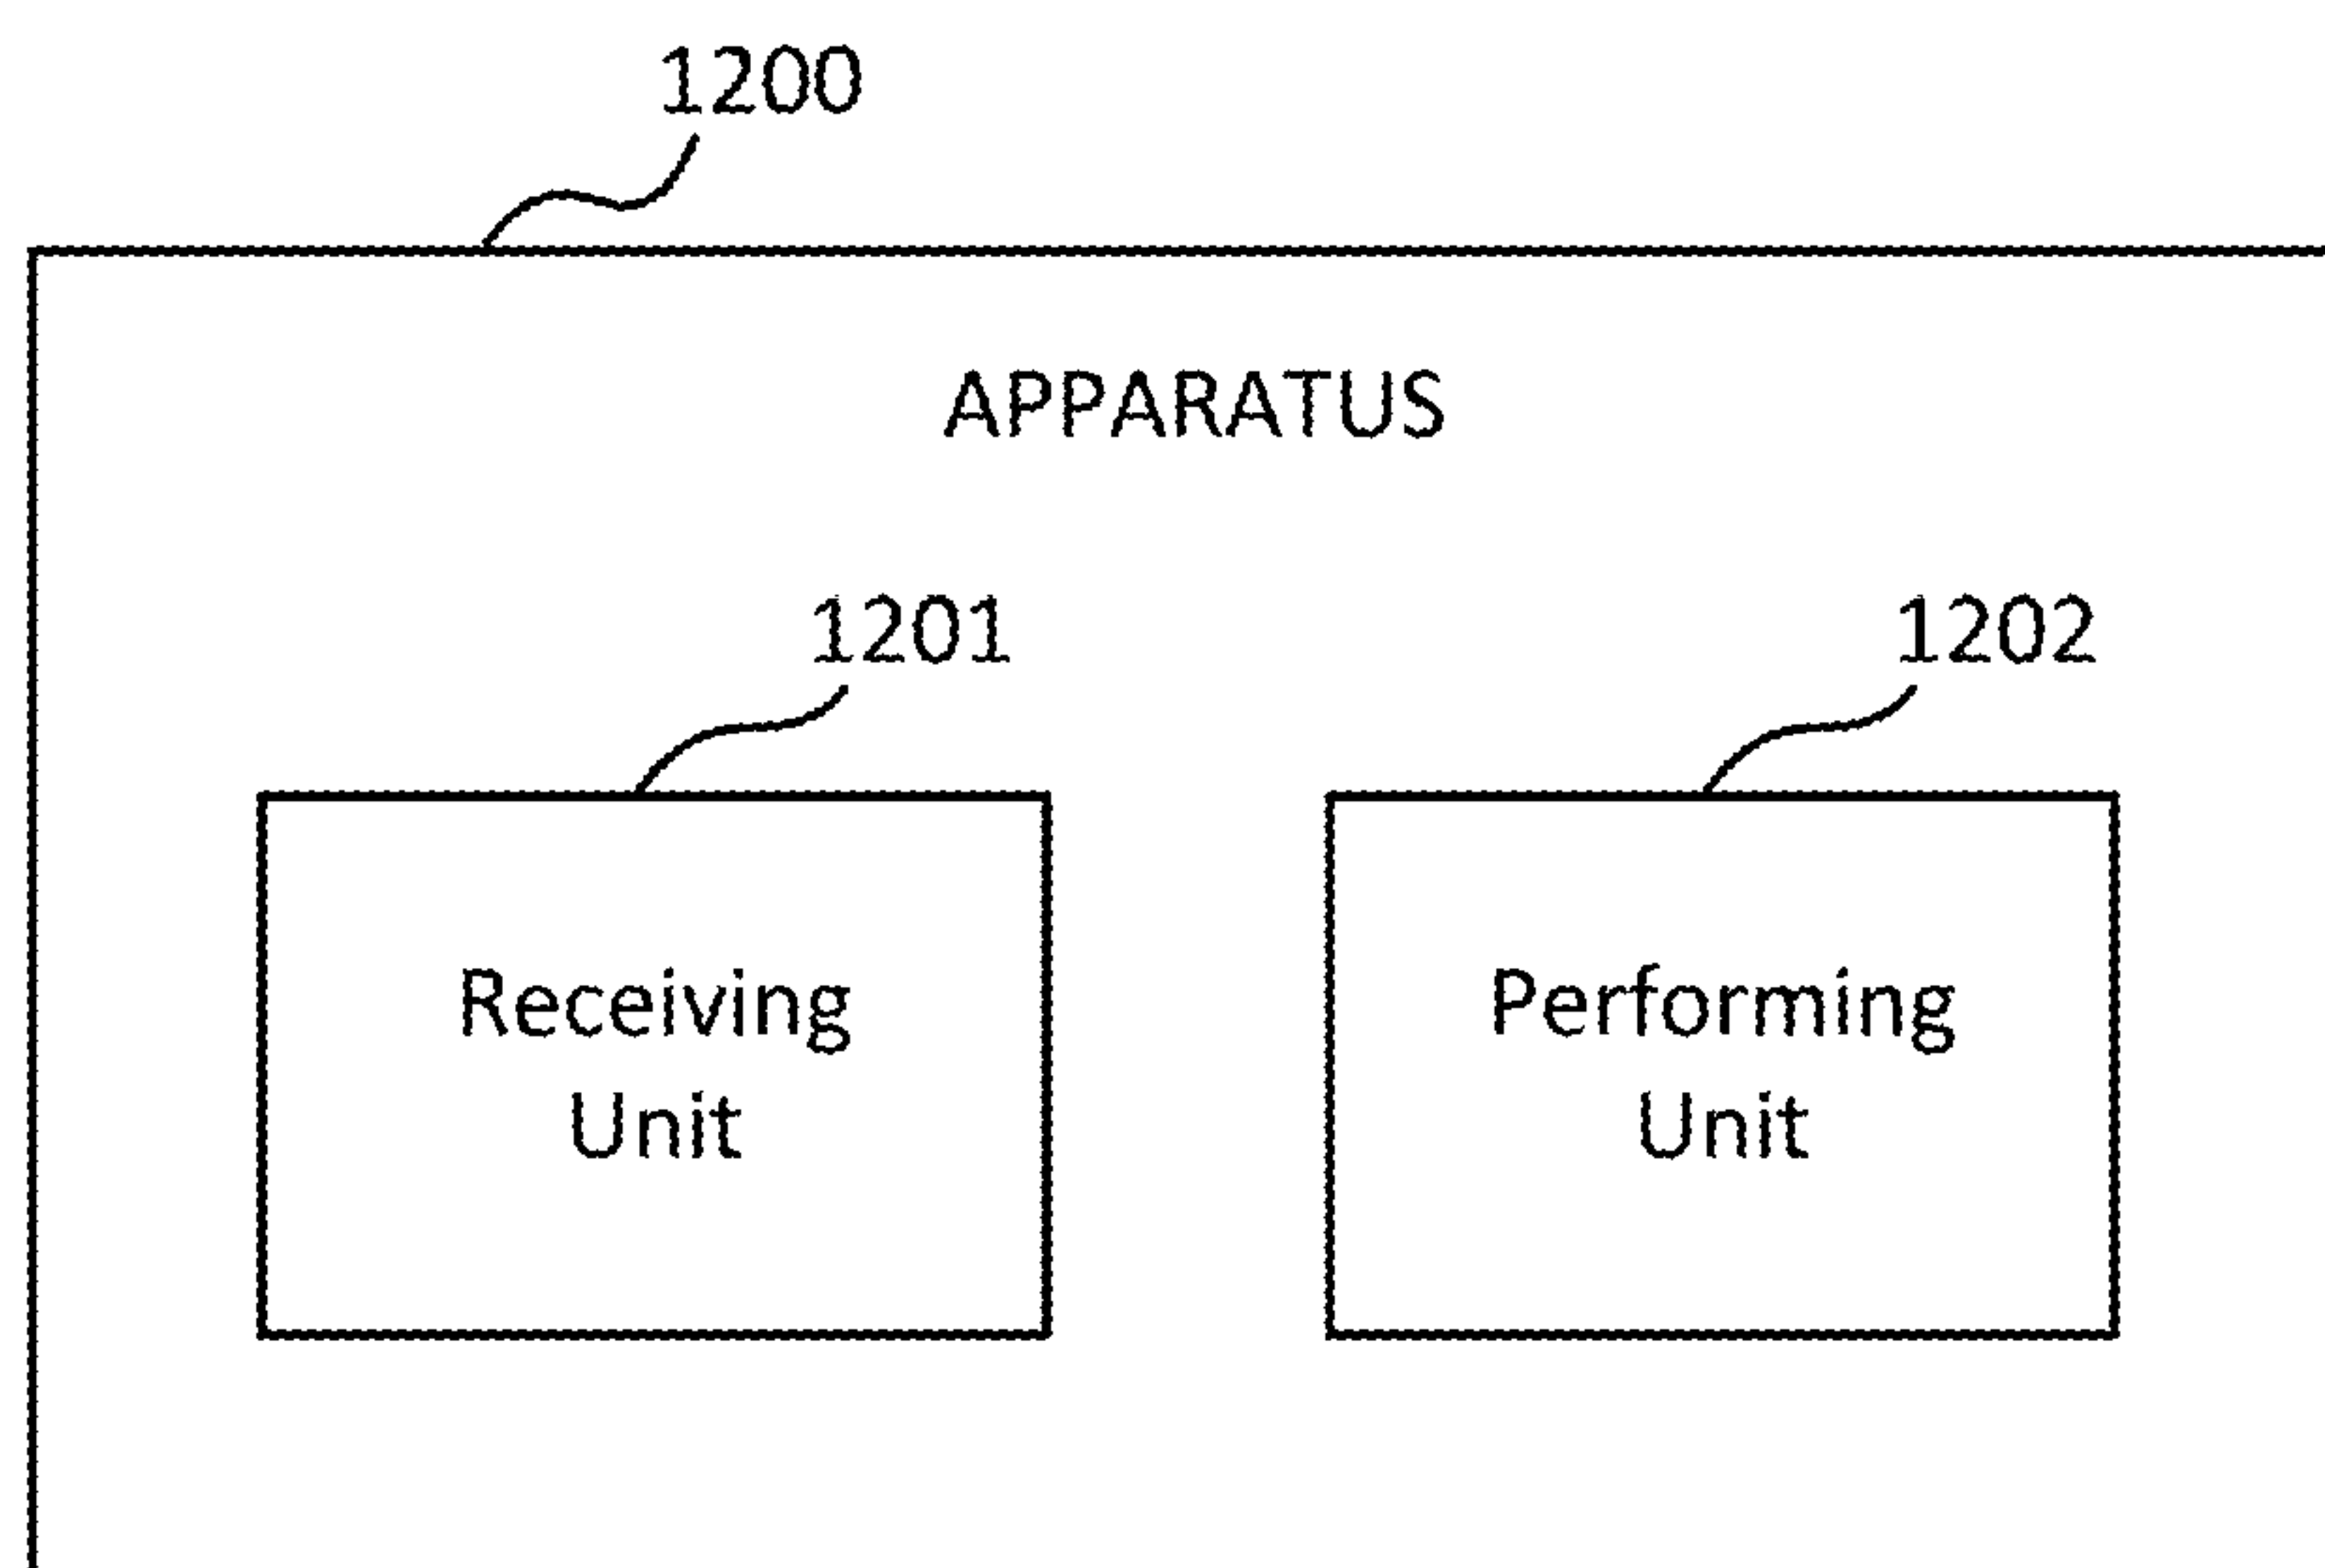 1200
APPARATUS
1201
1202
Receiving
Unit
Performing
Unit